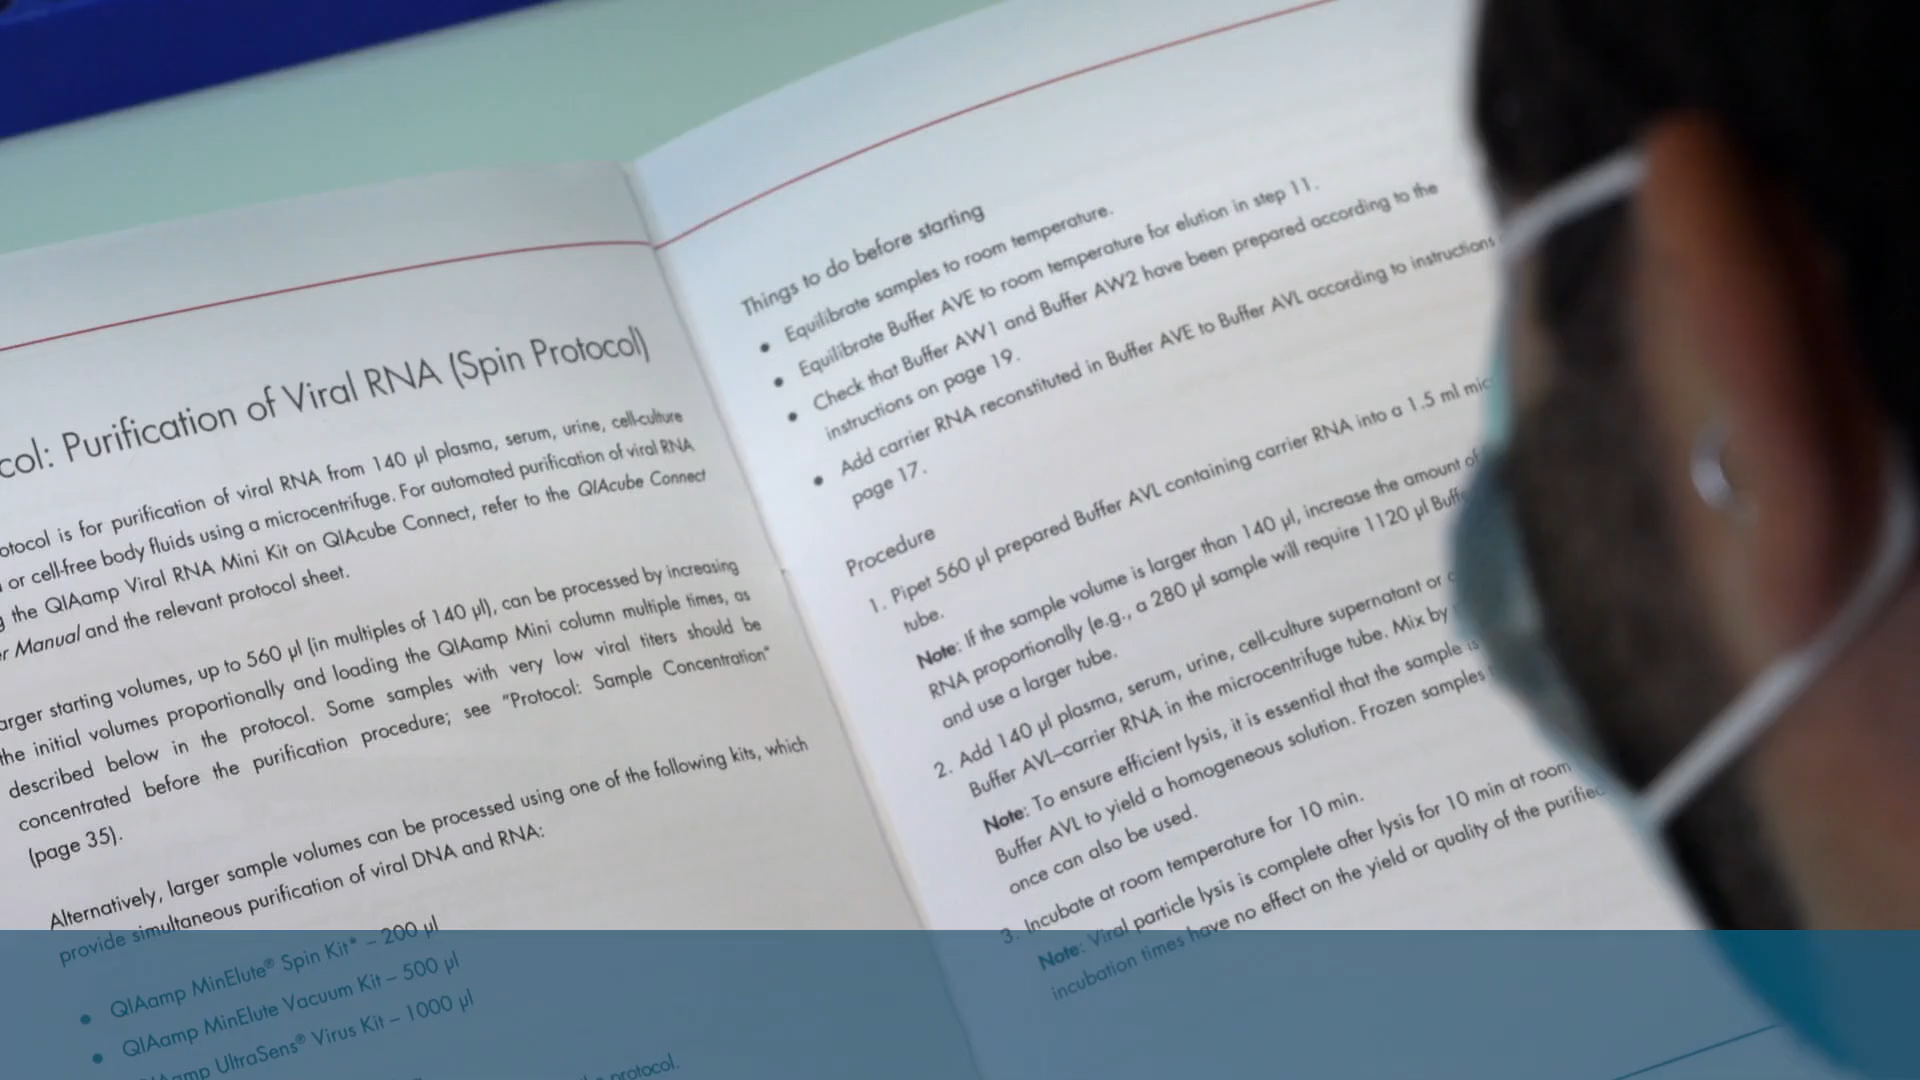 col: Purification of Viral RNA (Spin Protocol)
otocol is for purification of viral RNA from 140 µl plasma, serum, urine, cell-culture
or cell-free body fluids using a microcentrifuge. For automated purification of viral RNA
the QIAamp Viral RNA Mini Kit on QIAcube Connect, refer to the QIAcube Connect
r Manual and the relevant protocol sheet.
arger starting volumes, up to 560 µl (in multiples of 140 µl), can be processed by increasing
the initial volumes proportionally and loading the QIAamp Mini column multiple times, as
described below in the protocol. Some samples with very low viral titers should be
concentrated before the purification procedure; see "Protocol: Sample Concentration"
(page 35).
Alternatively, larger sample volumes can be processed using one of the following kits, which
provide simultaneous purification of viral DNA and RNA:
● QIAamp MinElute® Spin Kit* – 200 µl
● QIAamp MinElute Vacuum Kit – 500 µl
amp UltraSens® Virus Kit – 1000 µl
protocol.
Things to do before starting
● Equilibrate samples to room temperature.
● Equilibrate Buffer AVE to room temperature for elution in step 11.
● Check that Buffer AW1 and Buffer AW2 have been prepared according to the
instructions on page 19.
● Add carrier RNA reconstituted in Buffer AVE to Buffer AVL according to instructions
page 17.
Procedure
1. Pipet 560 µl prepared Buffer AVL containing carrier RNA into a 1.5 ml mic
tube.
Note: If the sample volume is larger than 140 µl, increase the amount of
RNA proportionally (e.g., a 280 µl sample will require 1120 µl Buff
and use a larger tube.
2. Add 140 µl plasma, serum, urine, cell-culture supernatant or
Buffer AVL–carrier RNA in the microcentrifuge tube. Mix by
Note: To ensure efficient lysis, it is essential that the sample is
Buffer AVL to yield a homogeneous solution. Frozen samples
once can also be used.
3. Incubate at room temperature for 10 min.
Note: Viral particle lysis is complete after lysis for 10 min at room
incubation times have no effect on the yield or quality of the purified